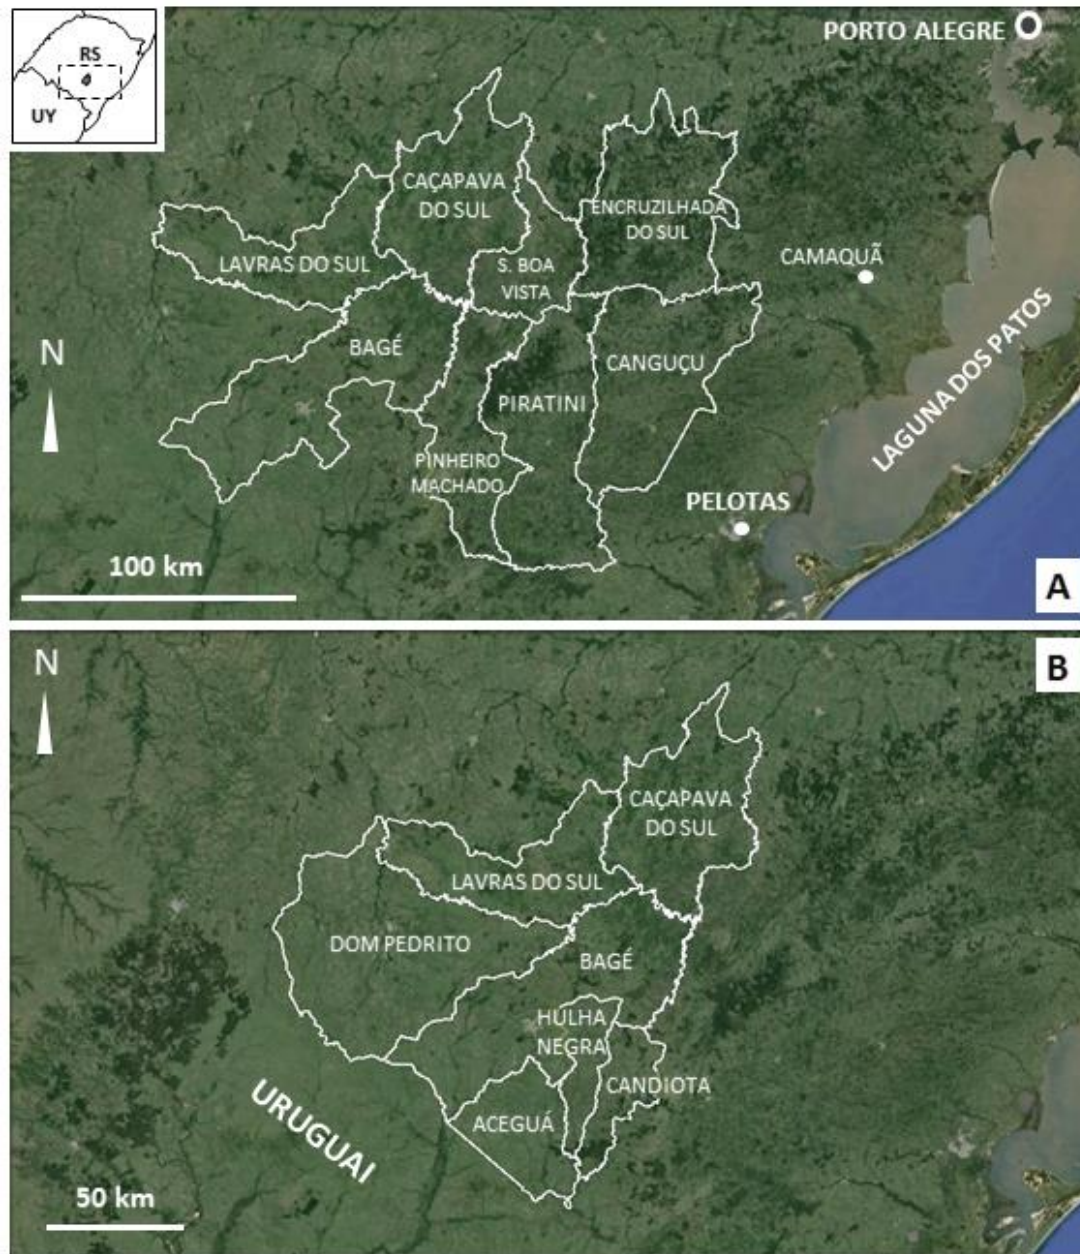 RS
UY
PORTO ALEGRE
CAÇAPAVA
DO SUL
ENCRUZILHADA
DO SUL
LAVRAS DO SUL
S. BOA
VISTA
CAMAQUÃ
N
BAGÉ
CANGUÇU
LAGUNA DOS PATOS
PIRATINI
PINHEIRO
MACHADO
PELOTAS
100 km
A
N
B
CAÇAPAVA
DO SUL
LAVRAS DO SUL
DOM PEDRITO
BAGÉ
HULHA
NEGRA
CANDIOTA
ACEGUÁ
URUGUAI
50 km